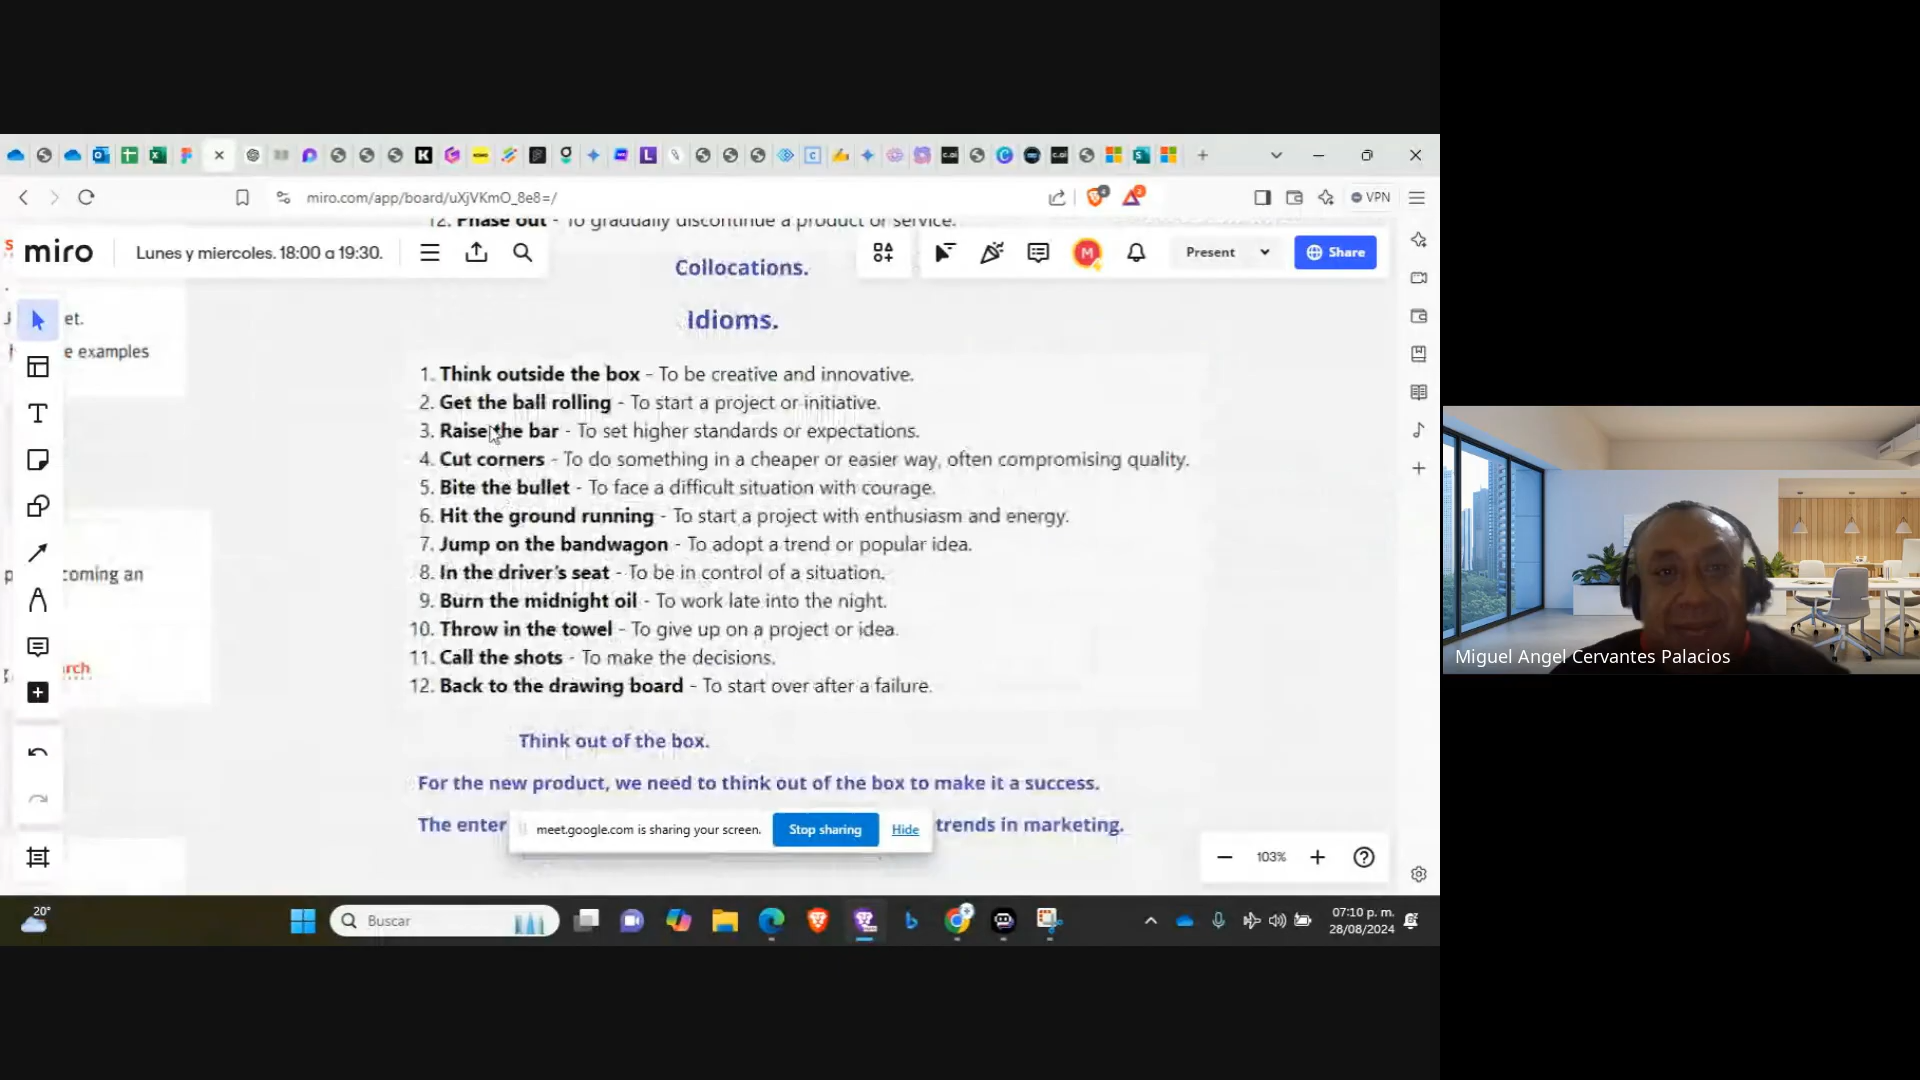 miro.com/app/board/uXjVKmO_8e8=/
VPN
12. Phase out - To gradually discontinue a product or service.
miro
Lunes y miercoles. 18:00 a 19:30.
Present
Share
Collocations.
et.
e examples
Idioms.
1. Think outside the box - To be creative and innovative.
2. Get the ball rolling - To start a project or initiative.
3. Raise the bar - To set higher standards or expectations.
4. Cut corners - To do something in a cheaper or easier way, often compromising quality.
5. Bite the bullet - To face a difficult situation with courage.
6. Hit the ground running - To start a project with enthusiasm and energy.
7. Jump on the bandwagon - To adopt a trend or popular idea.
8. In the driver's seat - To be in control of a situation.
coming an
9. Burn the midnight oil - To work late into the night.
10. Throw in the towel - To give up on a project or idea.
11. Call the shots - To make the decisions.
rch
12. Back to the drawing board - To start over after a failure.
Think out of the box.
For the new product, we need to think out of the box to make it a success.
The enter
trends in marketing.
meet.google.com is sharing your screen.
Stop sharing
Hide
103%
20°
Buscar
07:10 p. m.
28/08/2024
Miguel Angel Cervantes Palacios